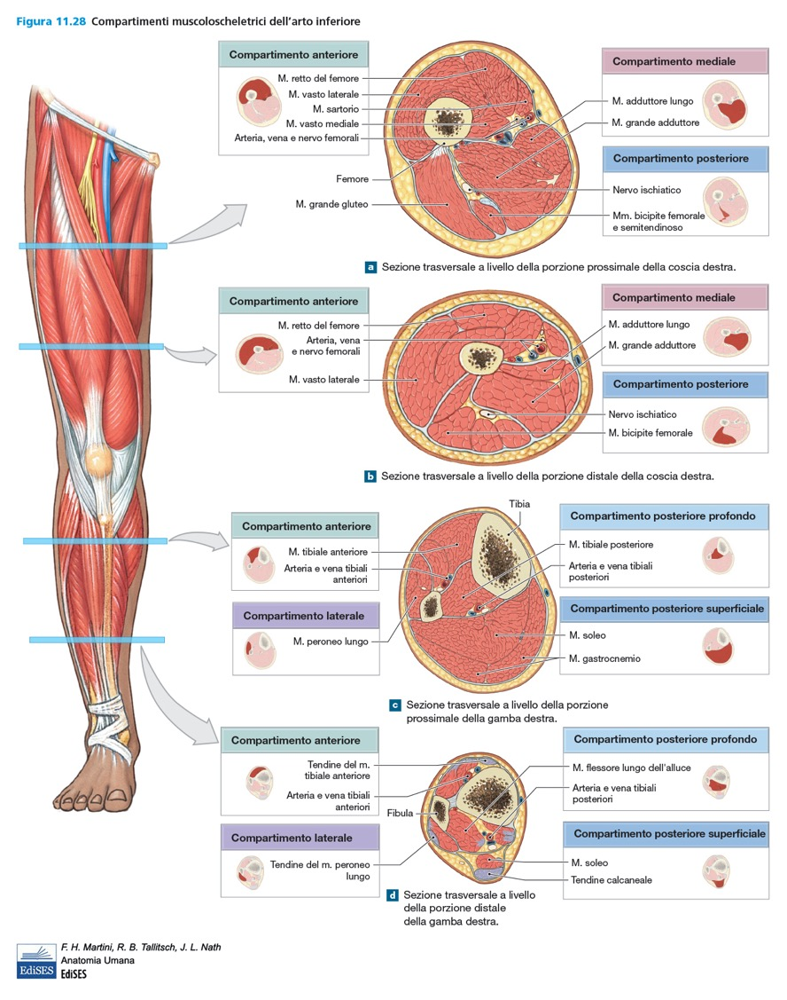 Figura 11.28 Compartimenti muscoloscheletrici dell'arto inferiore
Compartimento anteriore
M. retto del femore
M. vasto laterale
M. sartorio
M. vasto mediale
Arteria, vena e nervo femorali
Femore
M. grande gluteo
Compartimento mediale
M. adduttore lungo
M. grande adduttore
Compartimento posteriore
Nervo ischiatico
Mm. bicipite femorale
e semitendinoso
a Sezione trasversale a livello della porzione prossimale della coscia destra.
Compartimento anteriore
M. retto del femore
Arteria, vena
e nervo femorali
M. vasto laterale
Compartimento mediale
M. adduttore lungo
M. grande adduttore
Compartimento posteriore
Nervo ischiatico
M. bicipite femorale
b Sezione trasversale a livello della porzione distale della coscia destra.
Tibia
Compartimento anteriore
M. tibiale anteriore
Arteria e vena tibiali
anteriori
Compartimento laterale
M. peroneo lungo
Compartimento posteriore profondo
M. tibiale posteriore
Arteria e vena tibiali
posteriori
Compartimento posteriore superficiale
M. soleo
M. gastrocnemio
c Sezione trasversale a livello della porzione
prossimale della gamba destra.
Compartimento anteriore
Tendine del m.
tibiale anteriore
Arteria e vena tibiali
anteriori
Fibula
Compartimento laterale
Tendine del m. peroneo
lungo
Compartimento posteriore profondo
M. flessore lungo dell'alluce
Arteria e vena tibiali
posteriori
Compartimento posteriore superficiale
M. soleo
Tendine calcaneale
d Sezione trasversale a livello
della porzione distale
della gamba destra.
EdiSES
F. H. Martini, R. B. Tallitsch, J. L. Nath
Anatomia Umana
EdiSES